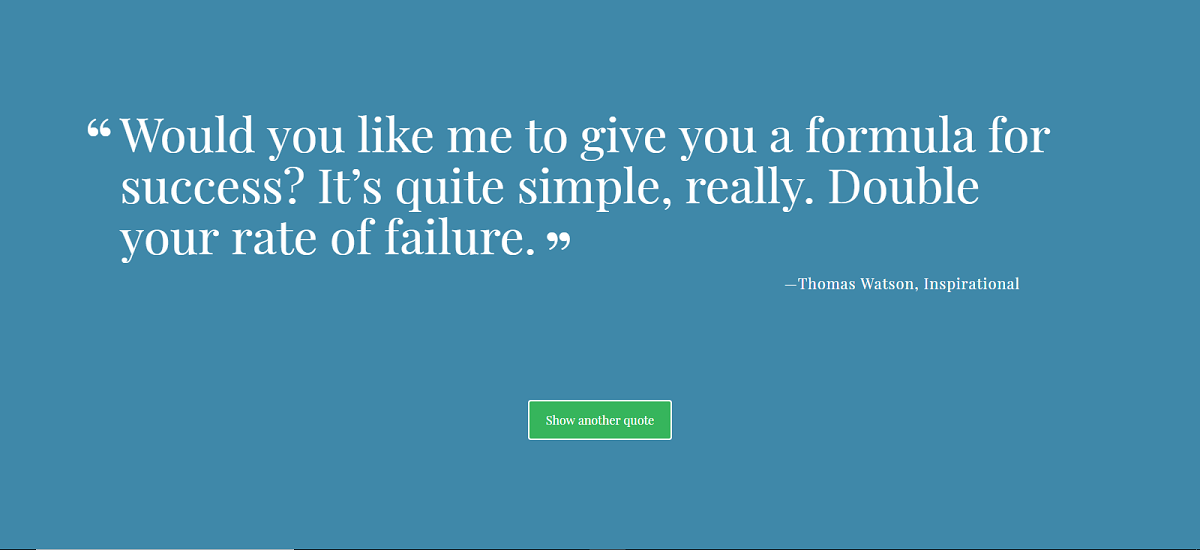 “Would you like me to give you a formula for
success? It’s quite simple, really. Double
your rate of failure.”
—Thomas Watson, Inspirational
Show another quote